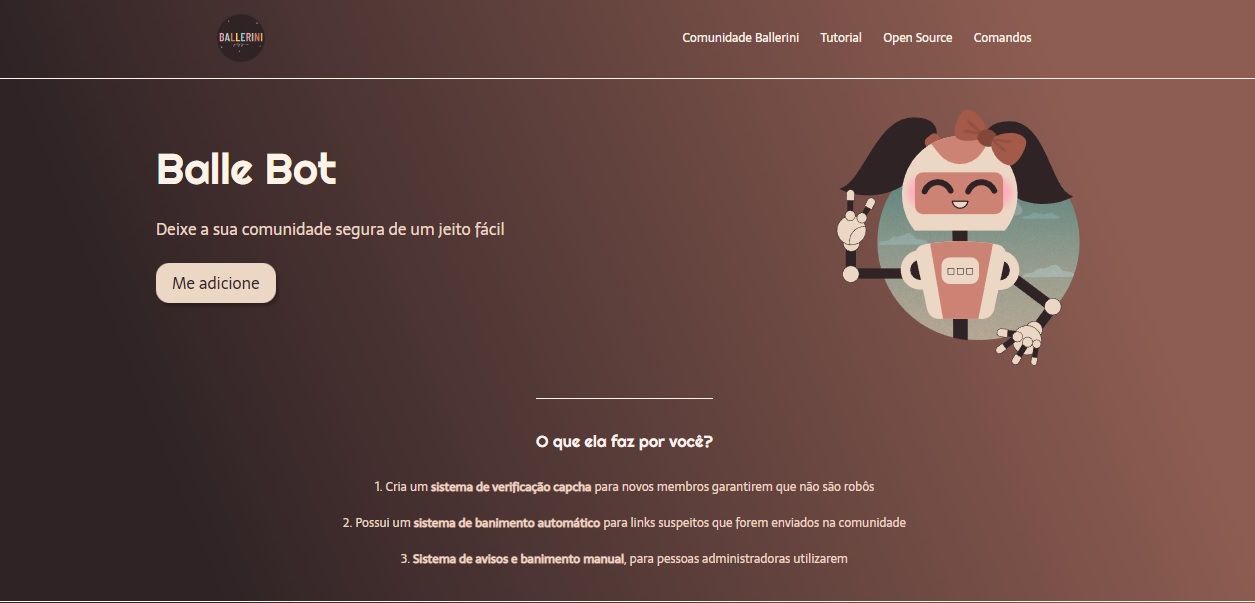 BALLERINI
Comunidade Ballerini
Tutorial
Open Source
Comandos
Balle Bot
Deixe a sua comunidade segura de um jeito fácil
Me adicione
O que ela faz por você?
1. Cria um sistema de verificação capcha para novos membros garantirem que não são robôs
2. Possui um sistema de banimento automático para links suspeitos que forem enviados na comunidade
3. Sistema de avisos e banimento manual, para pessoas administradoras utilizarem